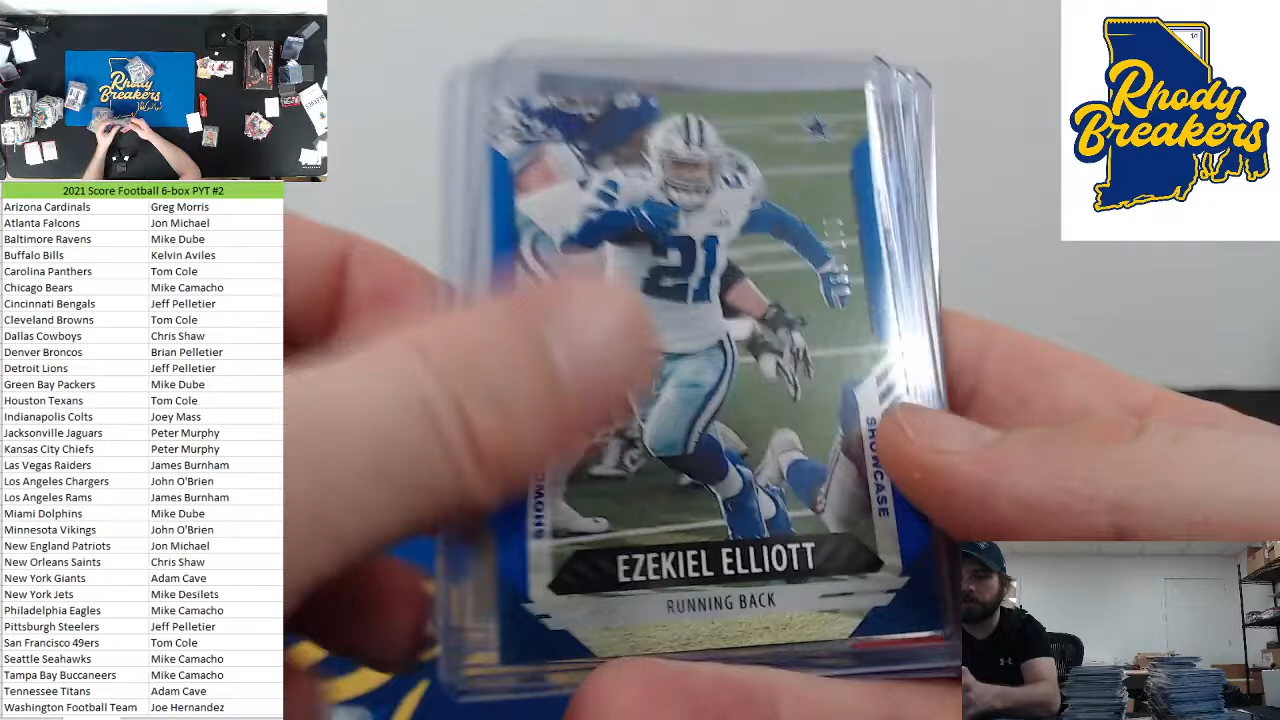 Rhody
Breakers
2021 Score Football 6-box PYT #2
Arizona Cardinals Greg Morris
Atlanta Falcons Jon Michael
Baltimore Ravens Mike Dube
Buffalo Bills Kelvin Aviles
Carolina Panthers Tom Cole
Chicago Bears Mike Camacho
Cincinnati Bengals Jeff Pelletier
Cleveland Browns Tom Cole
Dallas Cowboys Chris Shaw
Denver Broncos Brian Pelletier
Detroit Lions Jeff Pelletier
Green Bay Packers Mike Dube
Houston Texans Tom Cole
Indianapolis Colts Joey Mass
Jacksonville Jaguars Peter Murphy
Kansas City Chiefs Peter Murphy
Las Vegas Raiders James Burnham
Los Angeles Chargers John O'Brien
Los Angeles Rams James Burnham
Miami Dolphins Mike Dube
Minnesota Vikings John O'Brien
New England Patriots Jon Michael
New Orleans Saints Chris Shaw
New York Giants Adam Cave
New York Jets Mike Desilets
Philadelphia Eagles Mike Camacho
Pittsburgh Steelers Jeff Pelletier
San Francisco 49ers Tom Cole
Seattle Seahawks Mike Camacho
Tampa Bay Buccaneers Mike Camacho
Tennessee Titans Adam Cave
Washington Football Team Joe Hernandez
21
SHOWCASE
EZEKIEL ELLIOTT
RUNNING BACK
1/1
Rhody
Breakers